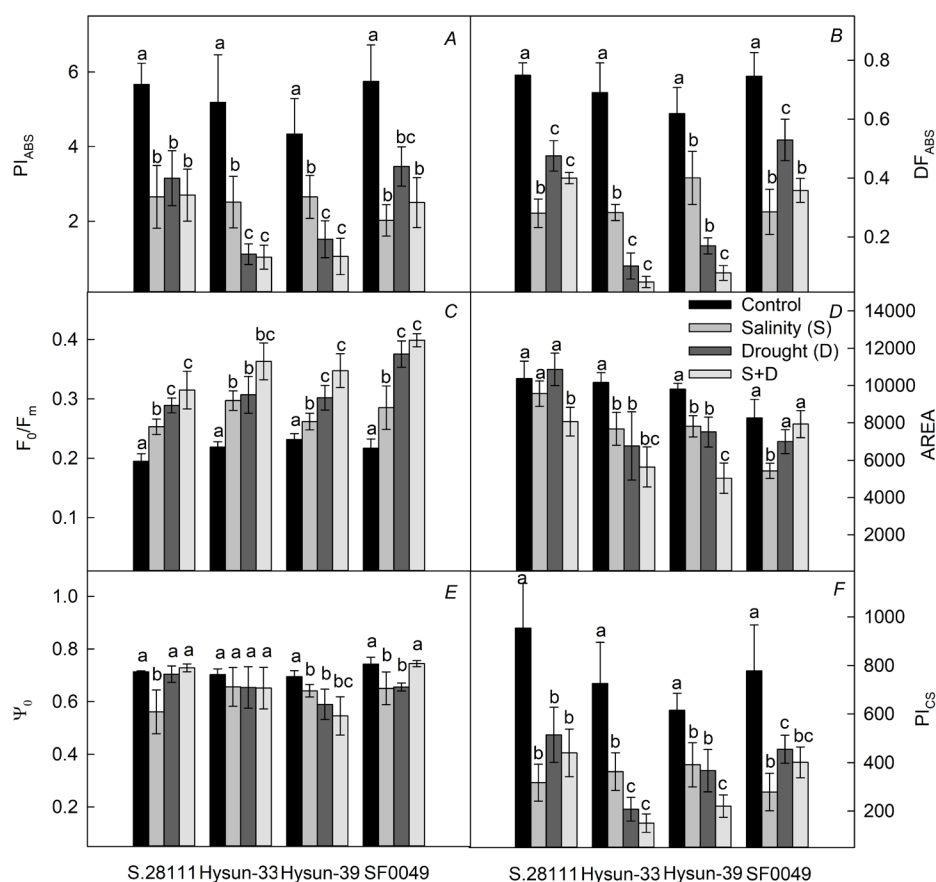 A
PI_ABS
6
4
2
a b b b
a b c c
a b c c
a b bc b
B
DF_ABS
0.8
0.6
0.4
0.2
a b c c
a b c c
a b b c
a b c b
C
F_0/F_m
0.4
0.3
0.2
0.1
a b c c
a b b bc
a b c c
a b c c
D
AREA
14000
12000
10000
8000
6000
4000
2000
Control
Salinity (S)
Drought (D)
S+D
a a a b
a b b bc
a b b c
a b a a
E
Ψ_0
1.0
0.8
0.6
0.4
0.2
a b a a
a a a a
a b b bc
a b b a
F
PI_CS
1000
800
600
400
200
a b b b
a b c c
a b b c
a b c bc
S.28111 Hysun-33 Hysun-39 SF0049
S.28111 Hysun-33 Hysun-39 SF0049